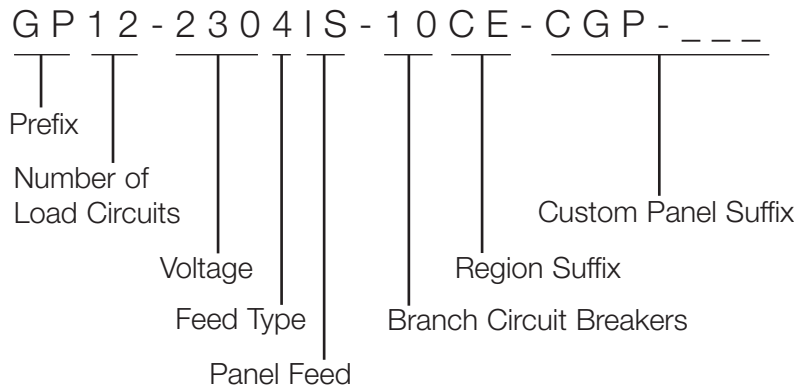 GP12-2304IS-10CE-CGP-___
Prefix
Number of
Load Circuits
Custom Panel Suffix
Voltage
Region Suffix
Feed Type
Branch Circuit Breakers
Panel Feed